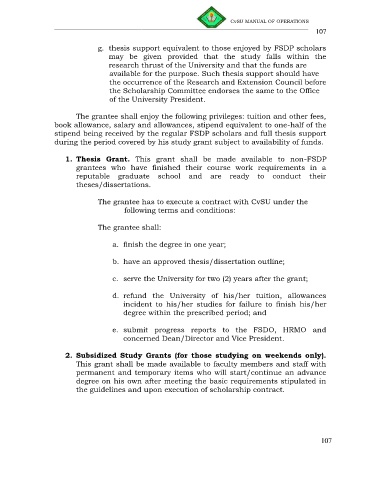 CvSU MANUAL OF OPERATIONS
107
g. thesis support equivalent to those enjoyed by FSDP scholars
may be given provided that the study falls within the
research thrust of the University and that the funds are
available for the purpose. Such thesis support should have
the occurrence of the Research and Extension Council before
the Scholarship Committee endorses the same to the Office
of the University President.
The grantee shall enjoy the following privileges: tuition and other fees,
book allowance, salary and allowances, stipend equivalent to one-half of the
stipend being received by the regular FSDP scholars and full thesis support
during the period covered by his study grant subject to availability of funds.
1. Thesis Grant. This grant shall be made available to non-FSDP
grantees who have finished their course work requirements in a
reputable graduate school and are ready to conduct their
theses/dissertations.
The grantee has to execute a contract with CvSU under the
following terms and conditions:
The grantee shall:
a. finish the degree in one year;
b. have an approved thesis/dissertation outline;
c. serve the University for two (2) years after the grant;
d. refund the University of his/her tuition, allowances
incident to his/her studies for failure to finish his/her
degree within the prescribed period; and
e. submit progress reports to the FSDO, HRMO and
concerned Dean/Director and Vice President.
2. Subsidized Study Grants (for those studying on weekends only).
This grant shall be made available to faculty members and staff with
permanent and temporary items who will start/continue an advance
degree on his own after meeting the basic requirements stipulated in
the guidelines and upon execution of scholarship contract.
107